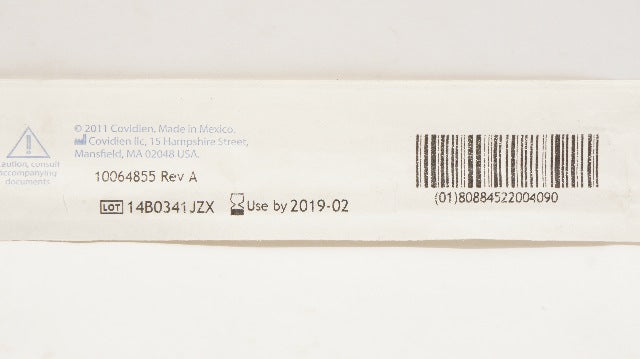 © 2011 Covidien. Made in Mexico.
Covidien llc, 15 Hampshire Street,
Mansfield, MA 02048 USA.
Caution, consult
accompanying
documents
10064855 Rev A
LOT 14B0341JZX Use by 2019-02
(01)80884522004090